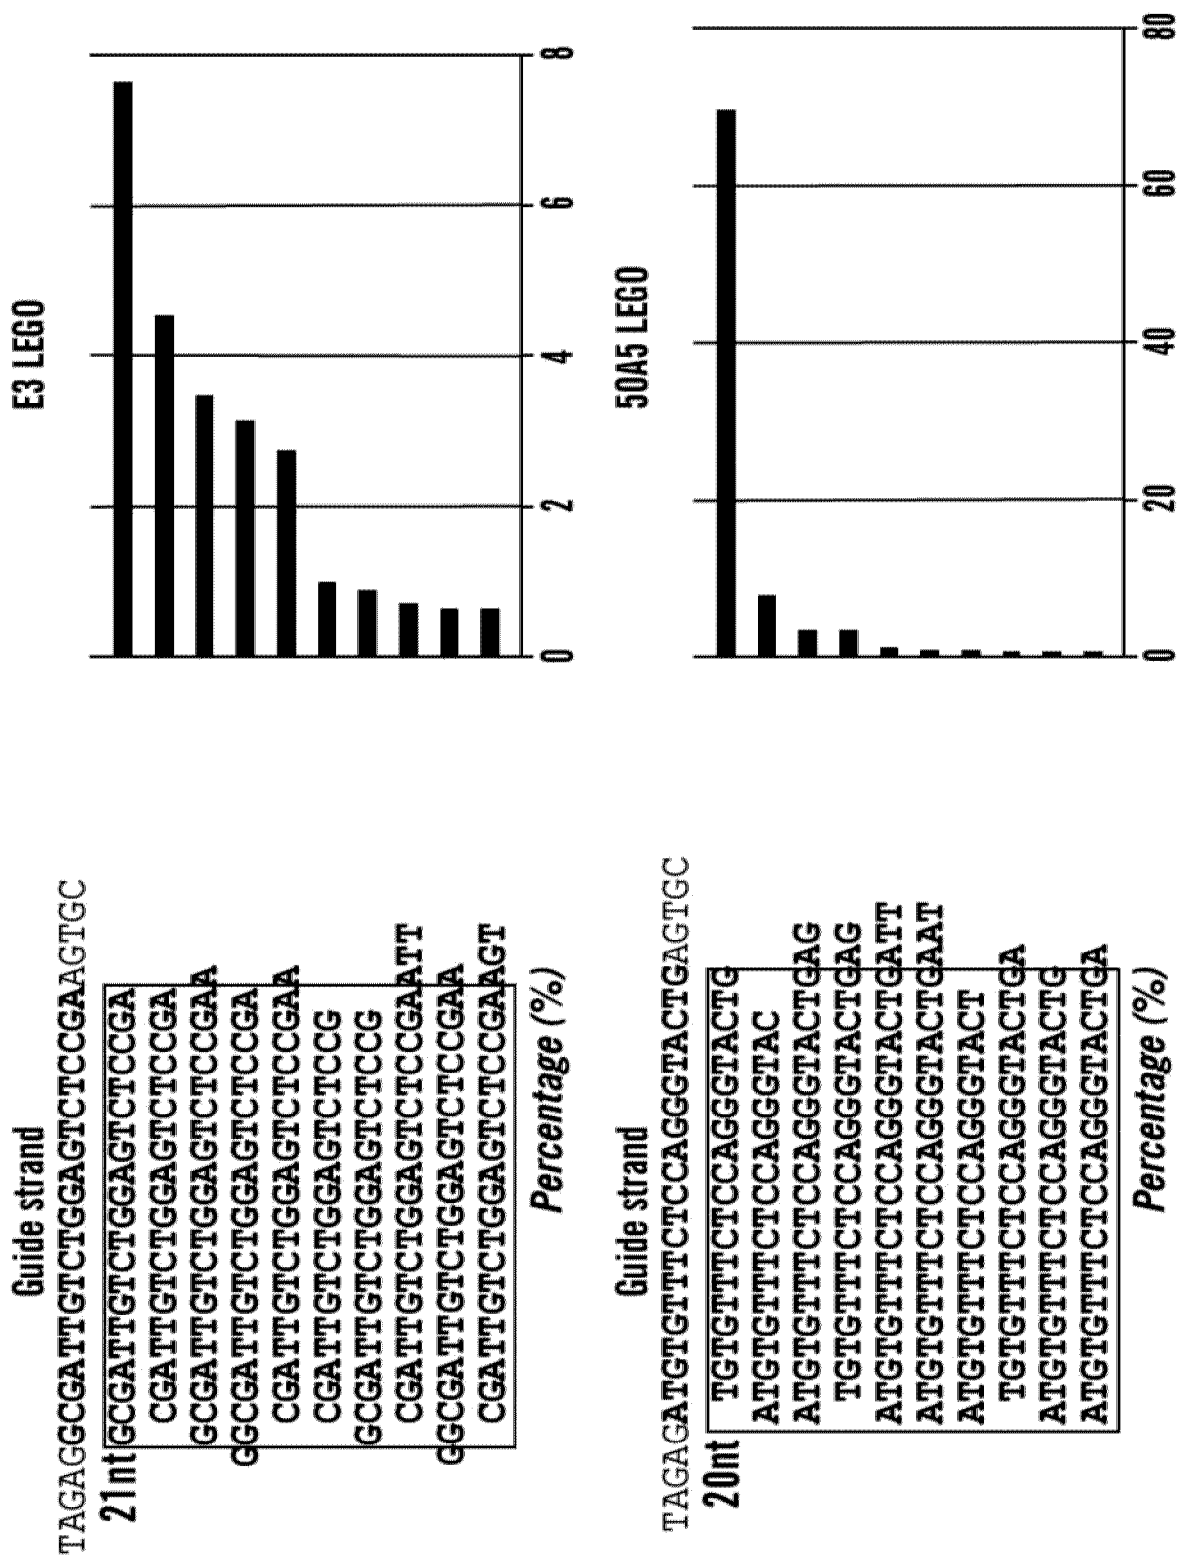 Guide strand
E3 LEGO
TAGAGGCGATTGTCTGGAGTCTCCGAAGTGC
21nt GCGATTGTCTGGAGTCTCCGA
CGATTGTCTGGAGTCTCCGA
GCGATTGTCTGGAGTCTCCGAA
GGCGATTGTCTGGAGTCTCCGA
CGATTGTCTGGAGTCTCCGAA
CGATTGTCTGGAGTCTCCG
GCGATTGTCTGGAGTCTCCG
CGATTGTCTGGAGTCTCCGAATT
GGCGATTGTCTGGAGTCTCCGAA
CGATTGTCTGGAGTCTCCGAAGT
Percentage (%)
0 2 4 6 8
Guide strand
50A5 LEGO
TAGAGATGTGTTTCTCCAGGGTACTGAGTGC
20nt TGTGTTTCTCCAGGGTACTG
ATGTGTTTCTCCAGGGTAC
ATGTGTTTCTCCAGGGTACTGAG
TGTGTTTCTCCAGGGTACTGAG
ATGTGTTTCTCCAGGGTACTGATT
ATGTGTTTCTCCAGGGTACTGAAT
ATGTGTTTCTCCAGGGTACT
TGTGTTTCTCCAGGGTACTGA
ATGTGTTTCTCCAGGGTACTG
ATGTGTTTCTCCAGGGTACTGA
Percentage (%)
0 20 40 60 80